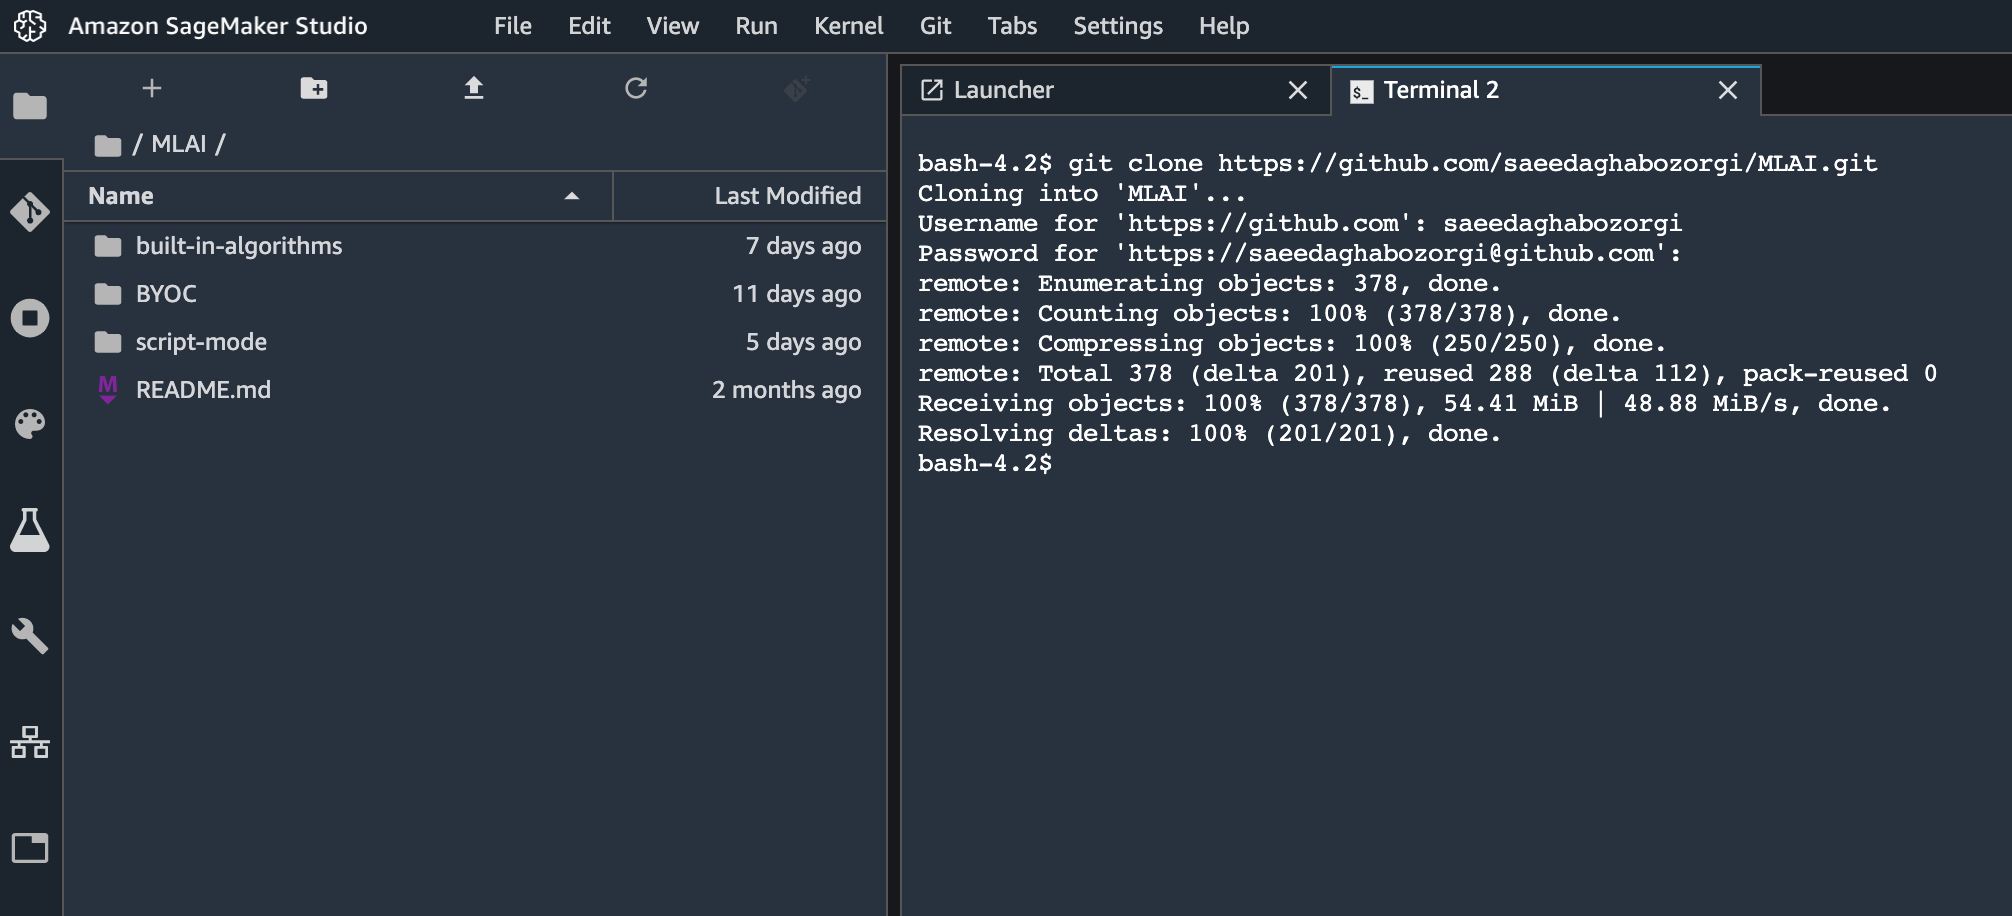 Amazon SageMaker Studio File Edit View Run Kernel Git Tabs Settings Help
/ MLAI /
Name Last Modified
built-in-algorithms 7 days ago
BYOC 11 days ago
script-mode 5 days ago
M README.md 2 months ago
Launcher
$_ Terminal 2
bash-4.2$ git clone https://github.com/saeedaghabozorgi/MLAI.git
Cloning into 'MLAI'...
Username for 'https://github.com': saeedaghabozorgi
Password for 'https://saeedaghabozorgi@github.com':
remote: Enumerating objects: 378, done.
remote: Counting objects: 100% (378/378), done.
remote: Compressing objects: 100% (250/250), done.
remote: Total 378 (delta 201), reused 288 (delta 112), pack-reused 0
Receiving objects: 100% (378/378), 54.41 MiB | 48.88 MiB/s, done.
Resolving deltas: 100% (201/201), done.
bash-4.2$